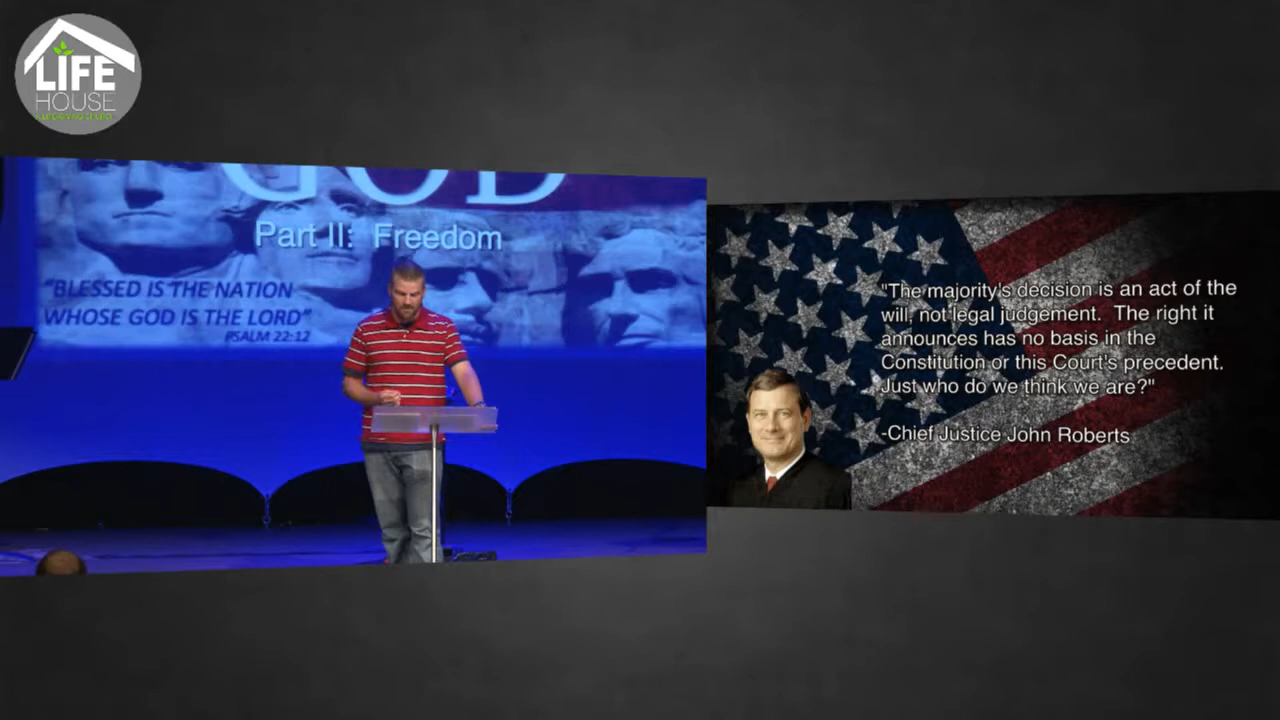 LIFE
HOUSE
GOD
Part II: Freedom
"BLESSED IS THE NATION
WHOSE GOD IS THE LORD"
PSALM 22:12
"The majority's decision is an act of the
will, not legal judgement. The right it
announces has no basis in the
Constitution or this Court's precedent.
Just who do we think we are?"
-Chief Justice John Roberts